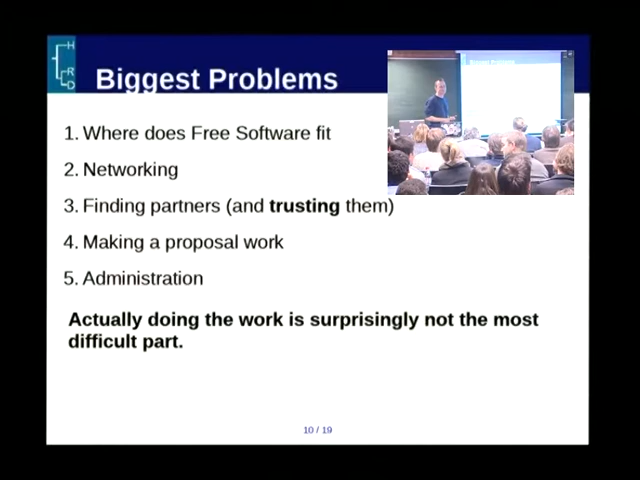 H
R
D
Biggest Problems
1. Where does Free Software fit
2. Networking
3. Finding partners (and trusting them)
4. Making a proposal work
5. Administration
Actually doing the work is surprisingly not the most
difficult part.
10 / 19